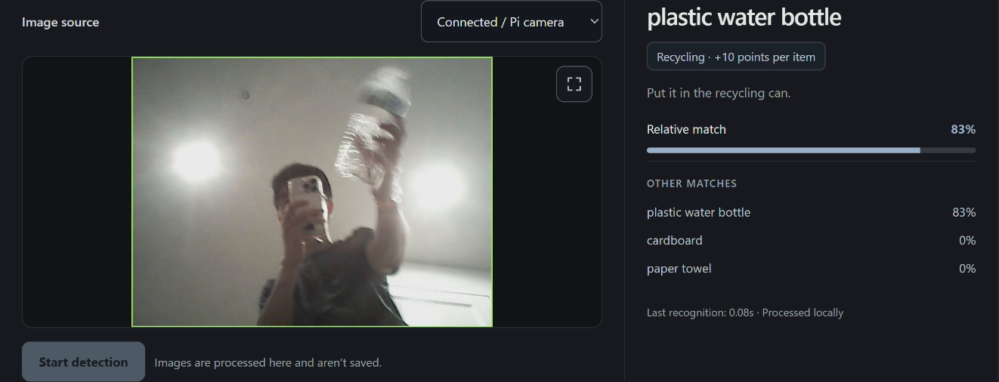 Image source
Connected / Pi camera
Start detection
Images are processed here and aren't saved.
plastic water bottle
Recycling · +10 points per item
Put it in the recycling can.
Relative match
83%
OTHER MATCHES
plastic water bottle
83%
cardboard
0%
paper towel
0%
Last recognition: 0.08s · Processed locally